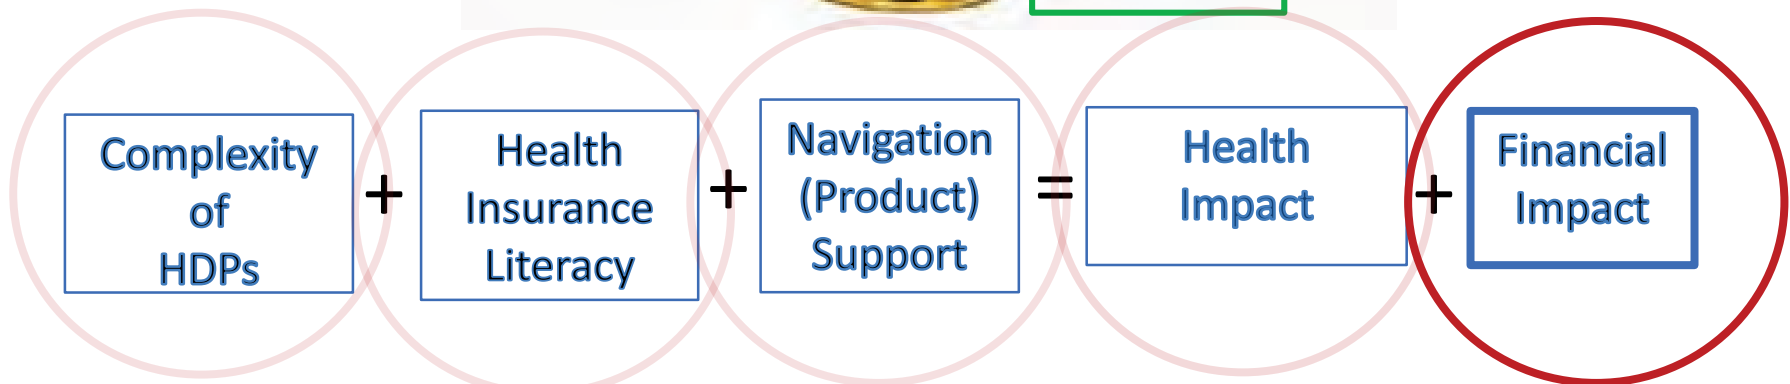 Complexity
of
HDPs
+
Health
Insurance
Literacy
+
Navigation
(Product)
Support
=
Health
Impact
+
Financial
Impact